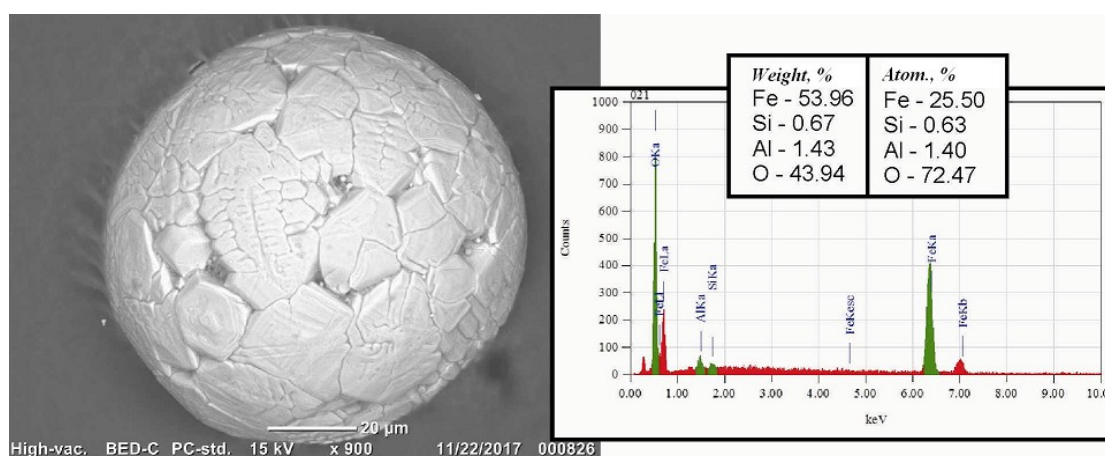 20 µm
High-vac. BED-C PC-std. 15 kV x 900 11/22/2017 000826
Weight, %
Fe - 53.96
Si - 0.67
Al - 1.43
O - 43.94
Atom., %
Fe - 25.50
Si - 0.63
Al - 1.40
O - 72.47
021
1000
900
800
700
600
500
400
300
200
100
0
Counts
OKa
FeLl
FeLa
AlKa
SiKa
FeKesc
FeKa
FeKb
0.00 1.00 2.00 3.00 4.00 5.00 6.00 7.00 8.00 9.00 10.0
keV